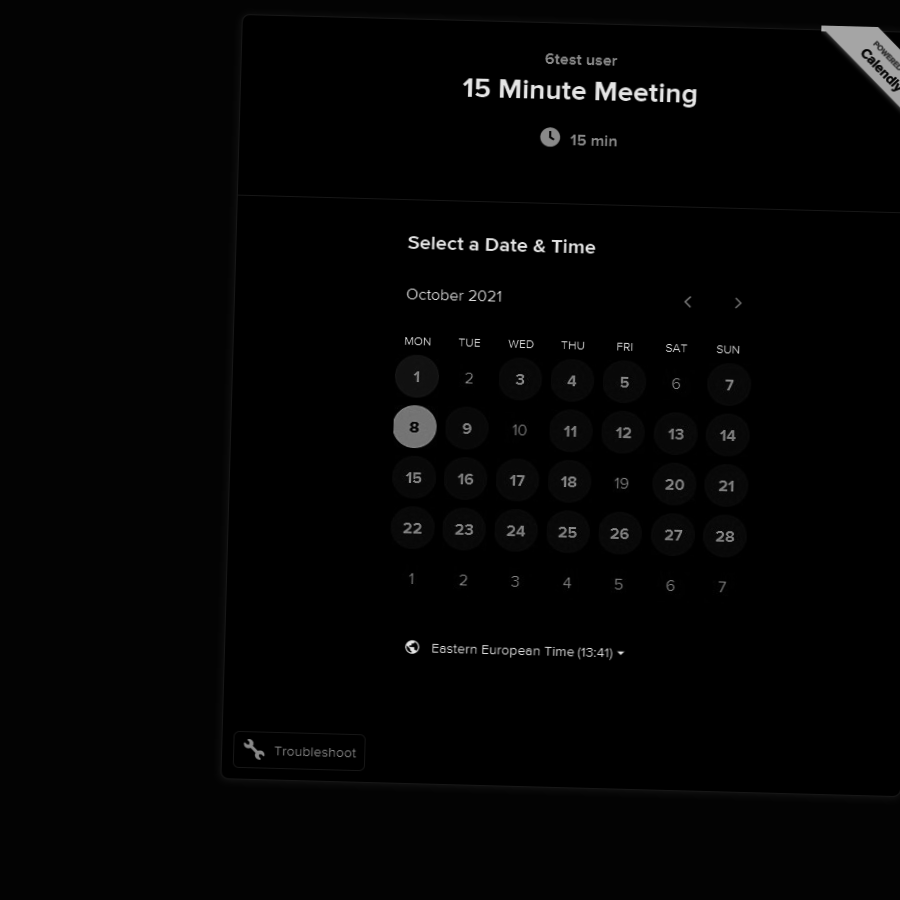 6test user
15 Minute Meeting
15 min
POWERED
Calendly
Select a Date & Time
October 2021
MON TUE WED THU FRI SAT SUN
1 2 3 4 5 6 7
8 9 10 11 12 13 14
15 16 17 18 19 20 21
22 23 24 25 26 27 28
1 2 3 4 5 6 7
Eastern European Time (13:41)
Troubleshoot